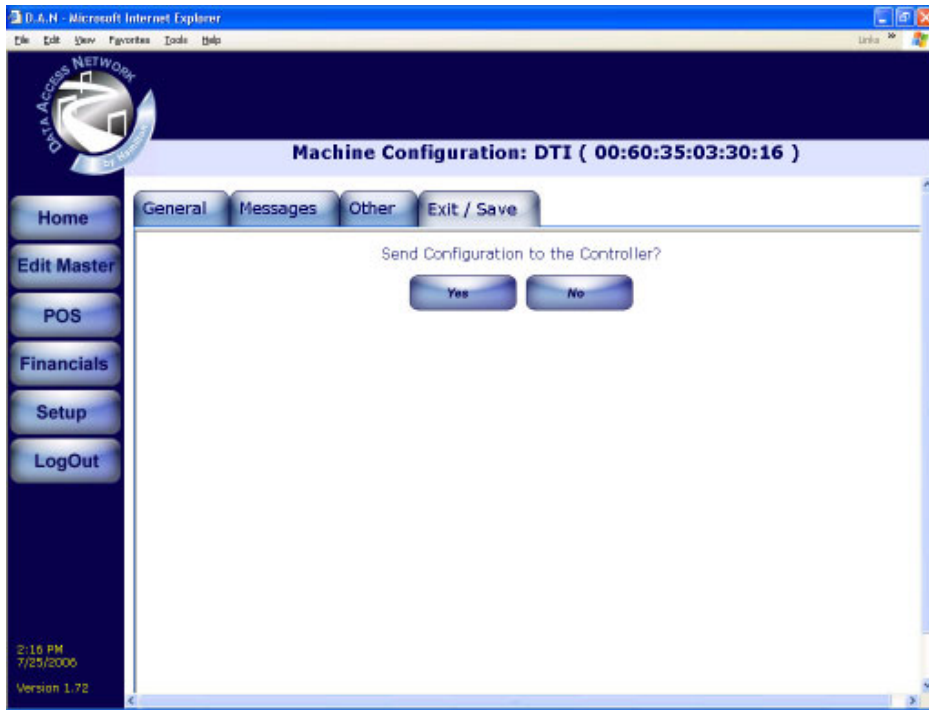 D.A.N - Microsoft Internet Explorer
File Edit View Favorites Tools Help
Links »
DATA ACCESS NETWORK
by Hamilton
Machine Configuration: DTI ( 00:60:35:03:30:16 )
General Messages Other Exit / Save
Home
Edit Master
POS
Financials
Setup
LogOut
Send Configuration to the Controller?
Yes No
2:16 PM
7/25/2006
Version 1.72